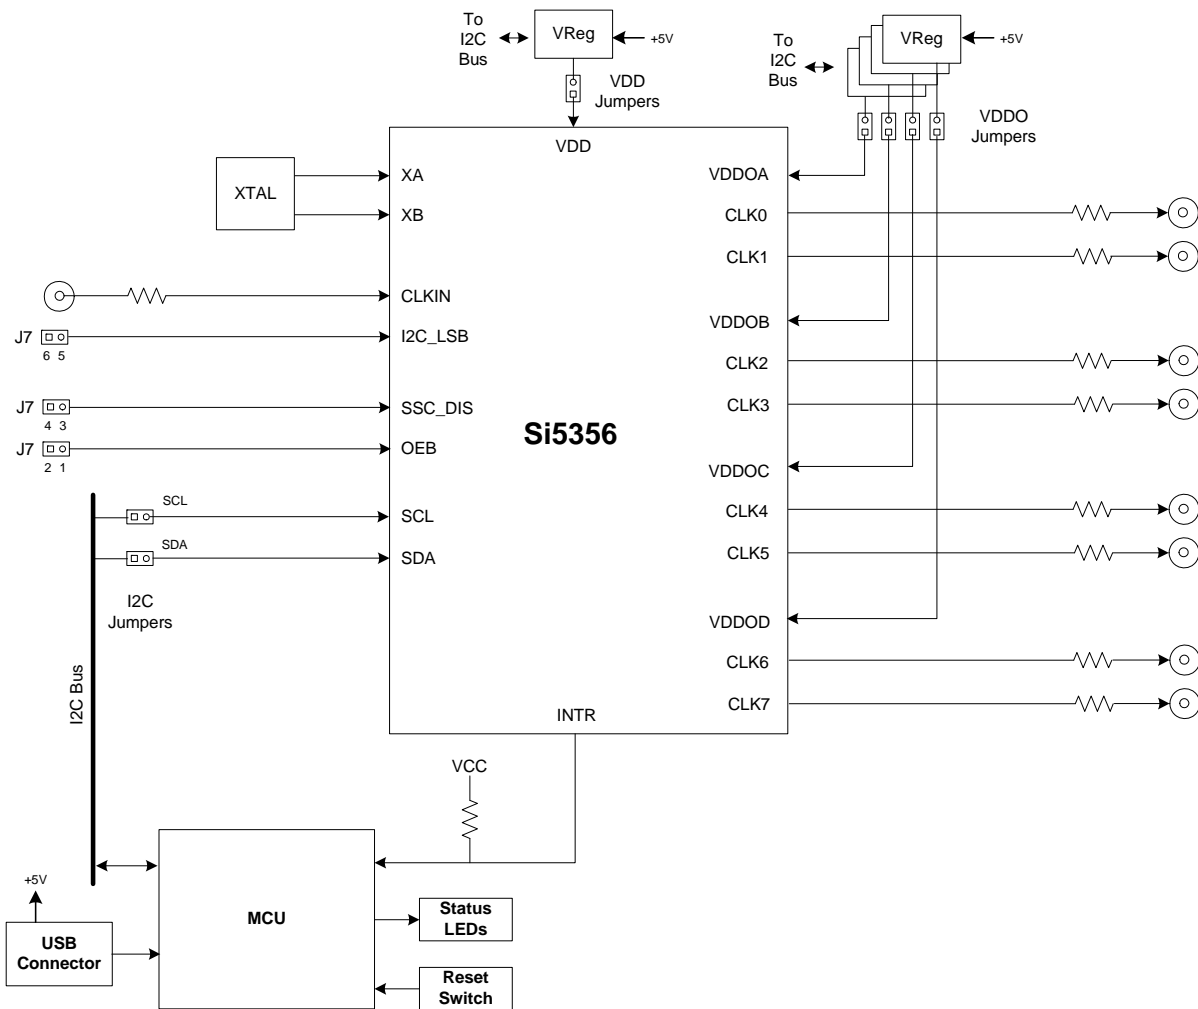 To
I2C
Bus
VReg
+5V
VDD
Jumpers
To
I2C
Bus
VReg
+5V
VDDO
Jumpers
VDD
XTAL
XA
XB
CLKIN
J7
6 5
I2C_LSB
J7
4 3
SSC_DIS
J7
2 1
OEB
SCL
SCL
SDA
SDA
I2C
Jumpers
I2C Bus
Si5356
VDDOA
CLK0
CLK1
VDDOB
CLK2
CLK3
VDDOC
CLK4
CLK5
VDDOD
CLK6
CLK7
INTR
VCC
+5V
USB
Connector
MCU
Status
LEDs
Reset
Switch